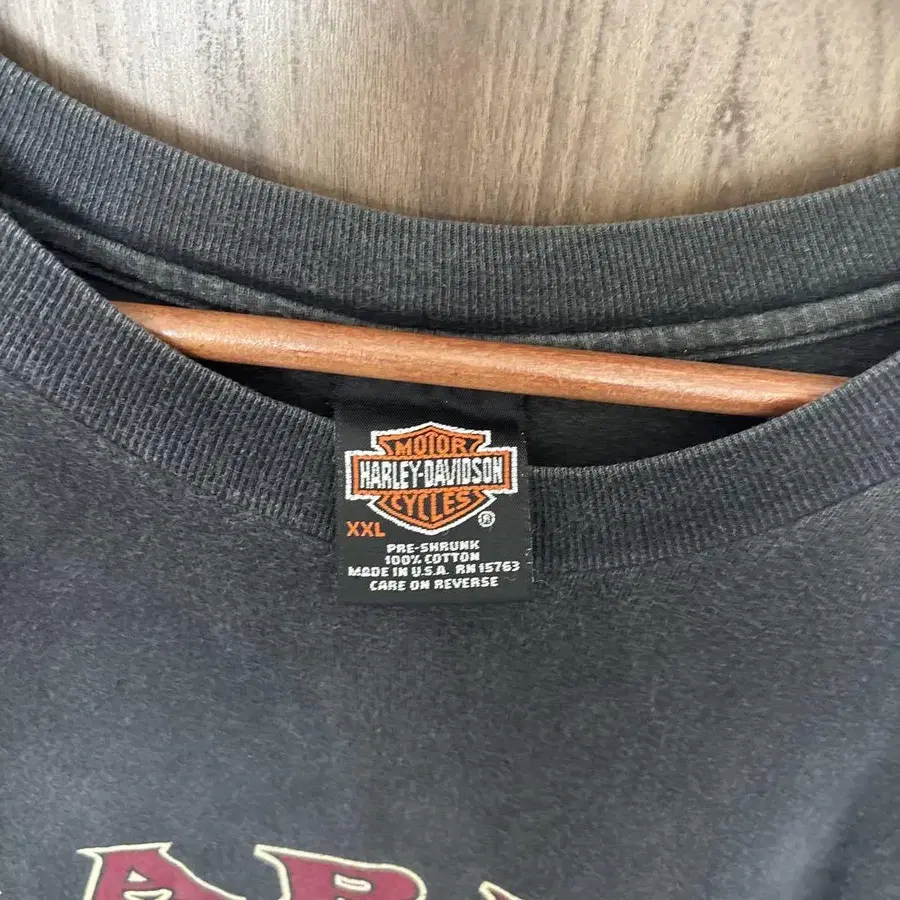 MOTOR
HARLEY-DAVIDSON
CYCLES
®
XXL
PRE-SHRUNK
100% COTTON
MADE IN U.S.A. RN 15763
CARE ON REVERSE